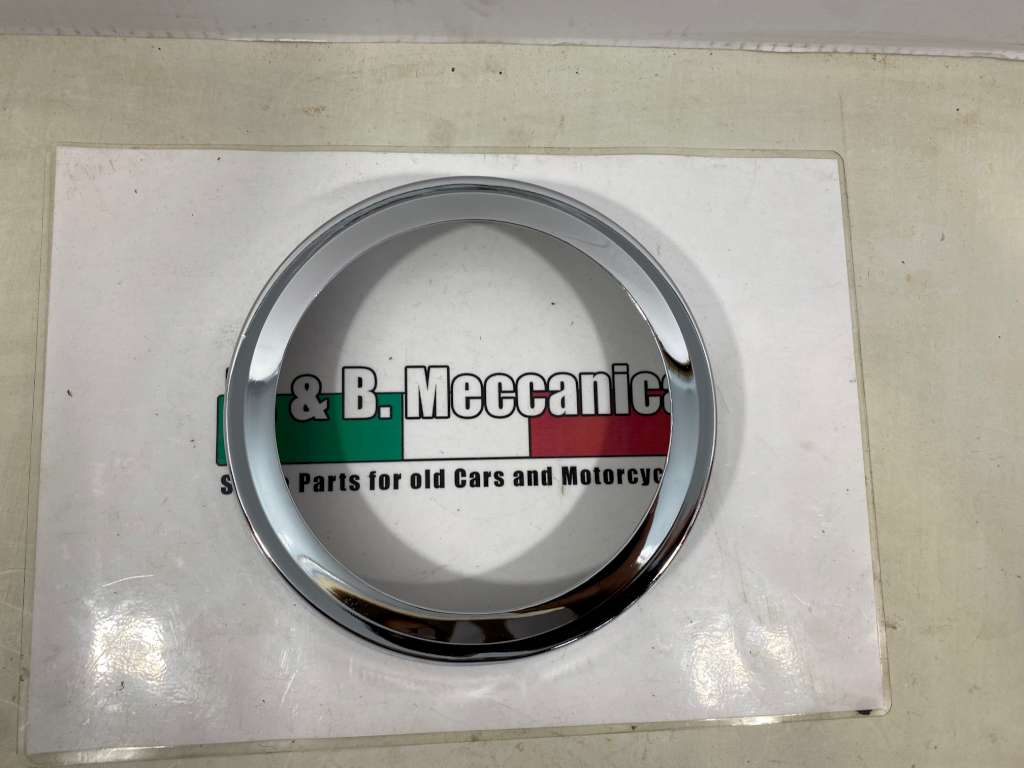 & B. Meccanica
Parts for old Cars and Motorcyc